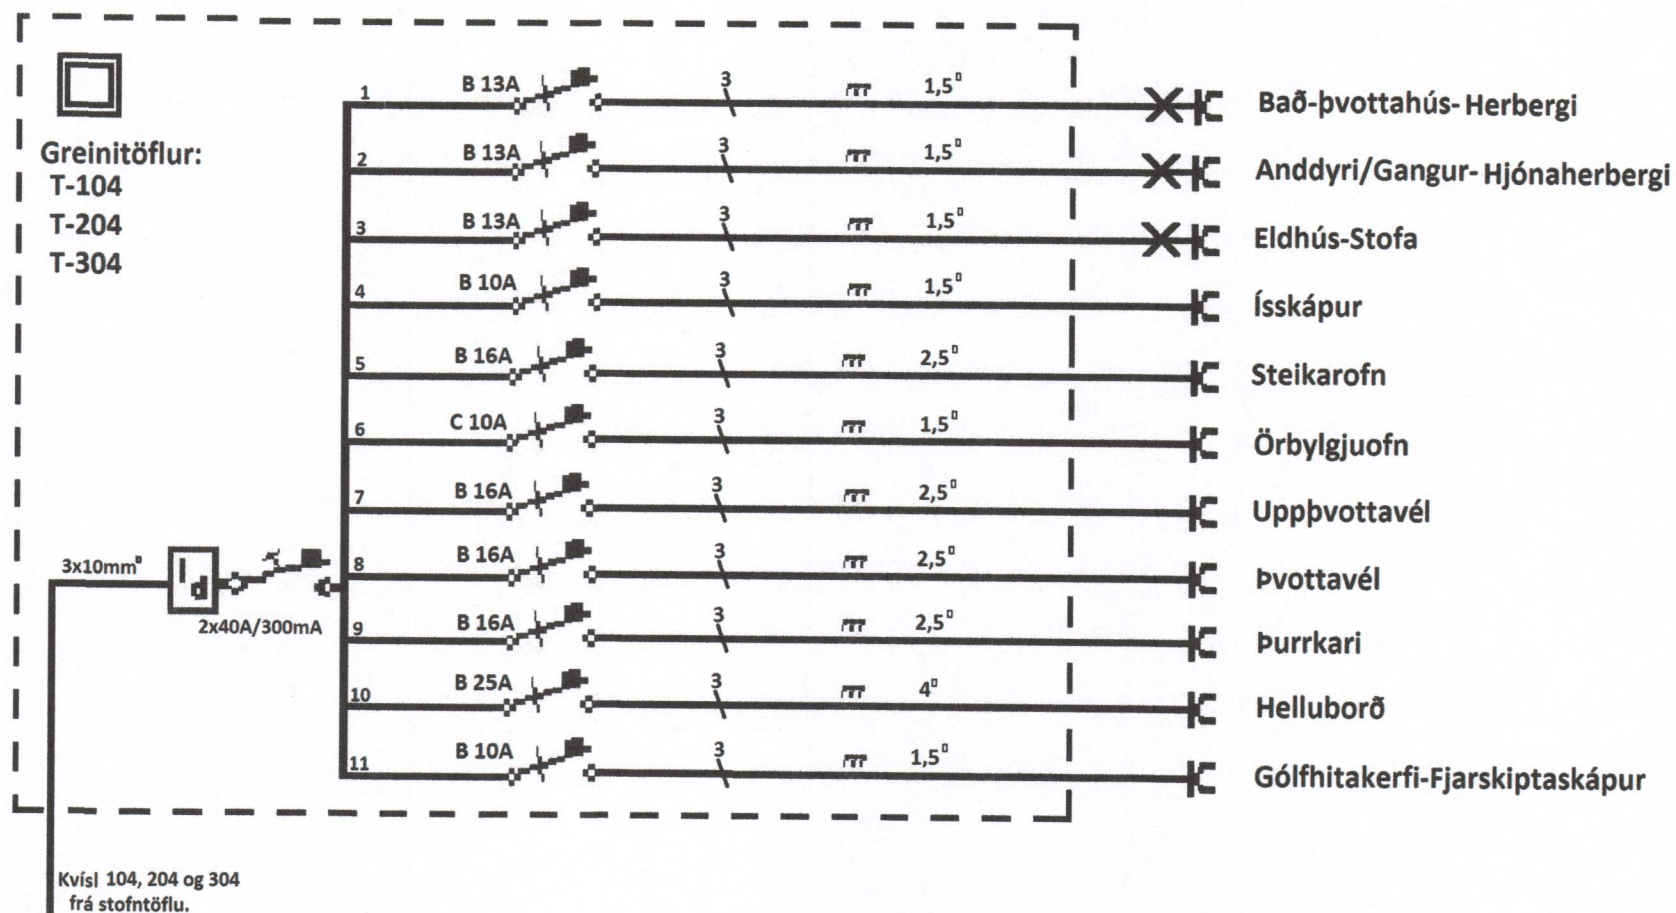 Greinitöflur:
T-104
T-204
T-304
1 B 13A 3 1,5□ Bað-þvottahús-Herbergi
2 B 13A 3 1,5□ Anddyri/Gangur-Hjónaherbergi
3 B 13A 3 1,5□ Eldhús-Stofa
4 B 10A 3 1,5□ Ísskápur
5 B 16A 3 2,5□ Steikarofn
6 C 10A 3 1,5□ Örbylgjuofn
7 B 16A 3 2,5□ Uppþvottavél
8 B 16A 3 2,5□ Þvottavél
9 B 16A 3 2,5□ Þurrkari
10 B 25A 3 4□ Helluborð
11 B 10A 3 1,5□ Gólfhitakerfi-Fjarskiptaskápur
3x10mm□
Id
2x40A/300mA
Kvísl 104, 204 og 304
frá stofntöflu.